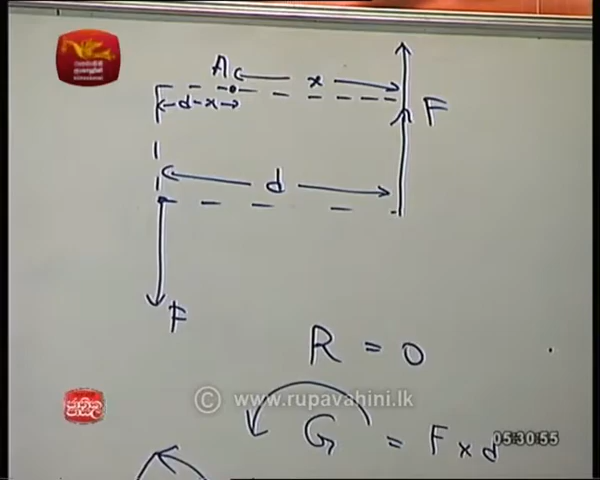 A
x
d-x
F
d
F
R = 0
© www.rupavahini.lk
G = F x d
05:30:55